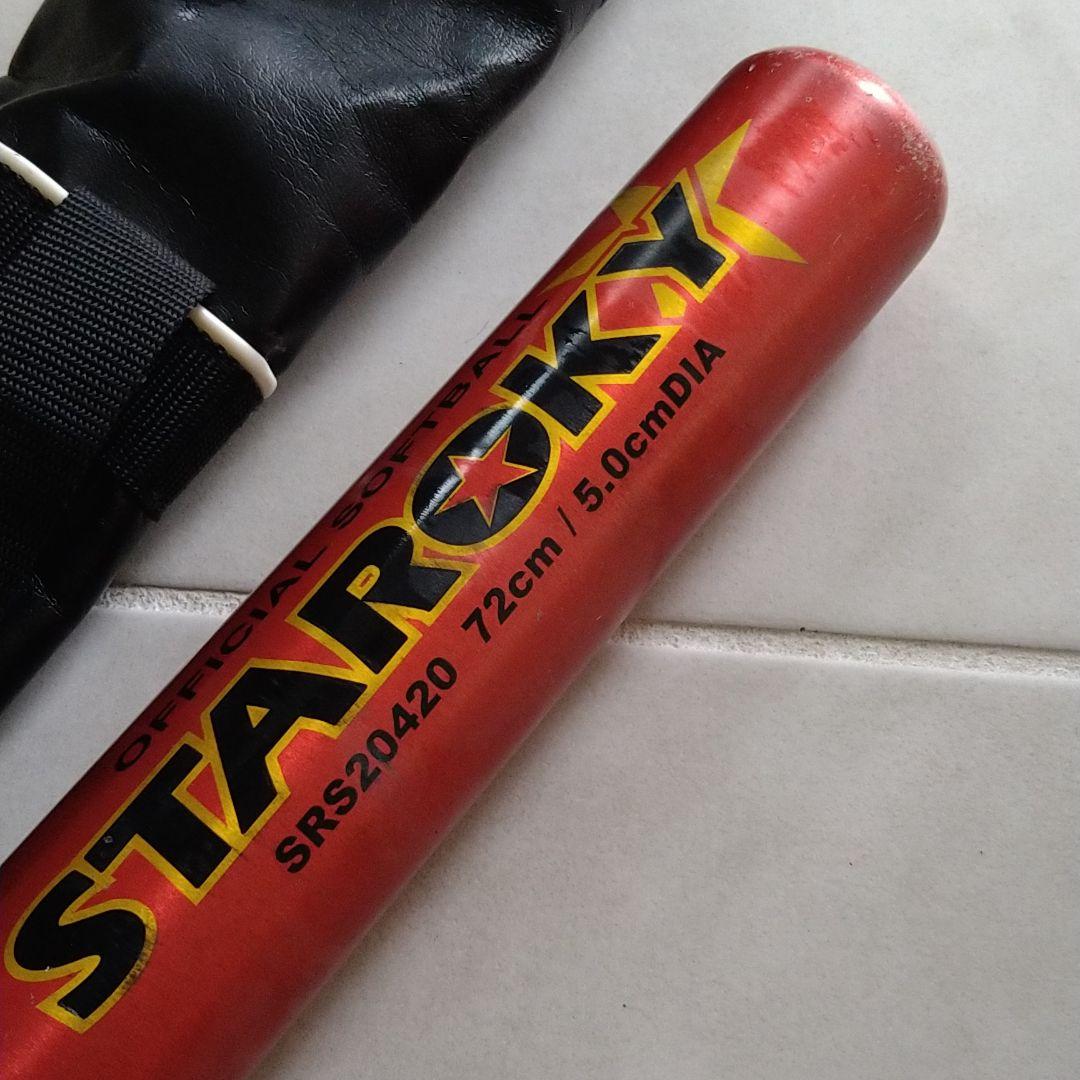 OFFICIAL SOFTBALL
STAROKY
SRS20420 72cm / 5.0cmDIA